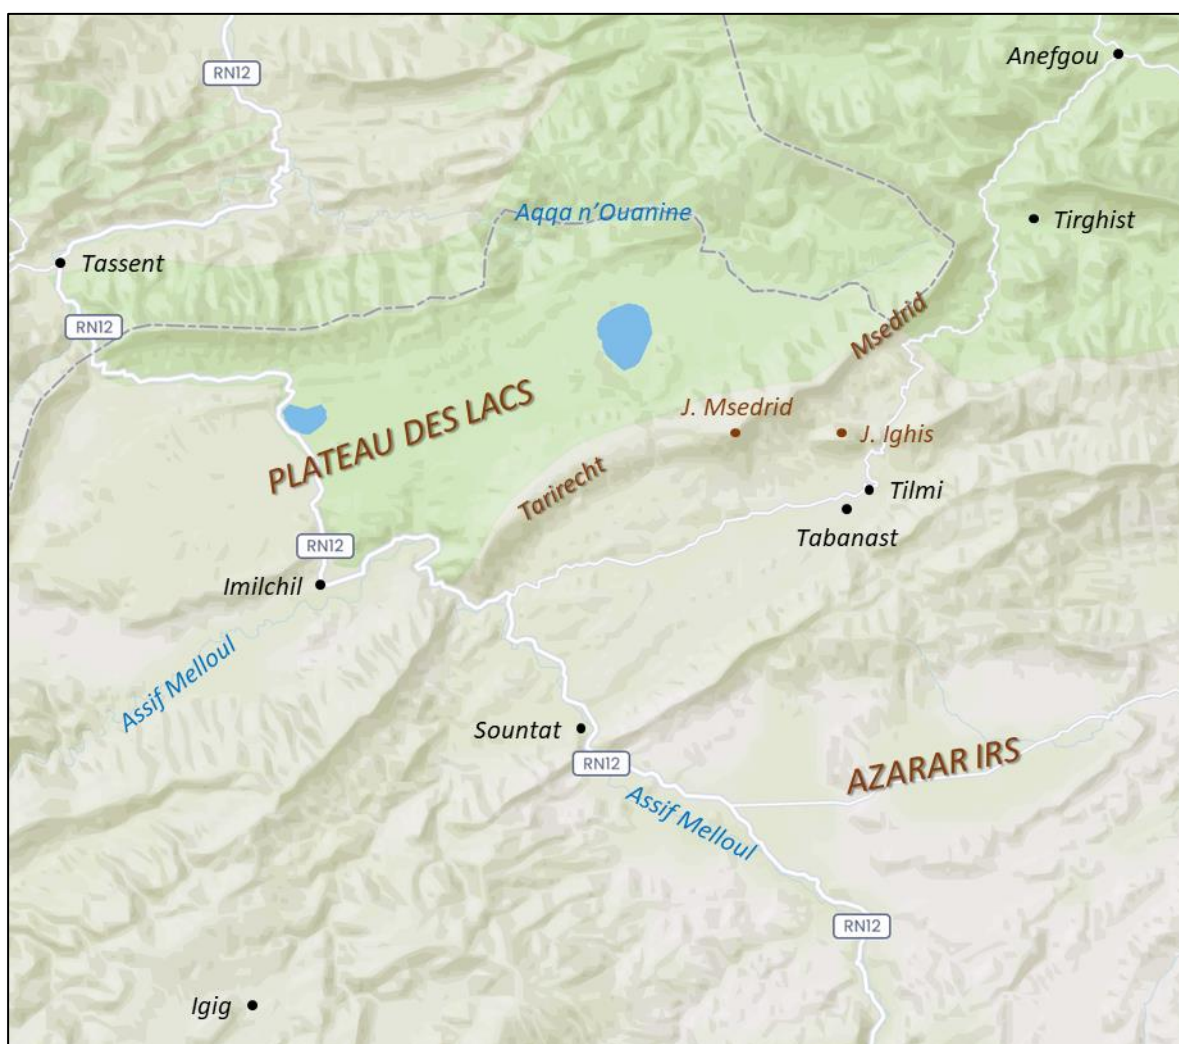 Anefgou
RN12
Aqqa n’Ouanine
Tirghist
Tassent
RN12
Msedrid
PLATEAU DES LACS
J. Msedrid
J. Ighis
Tarirecht
Tilmi
Tabanast
RN12
Imilchil
Assif Melloul
Sountat
RN12
AZARAR IRS
Assif Melloul
RN12
Igig